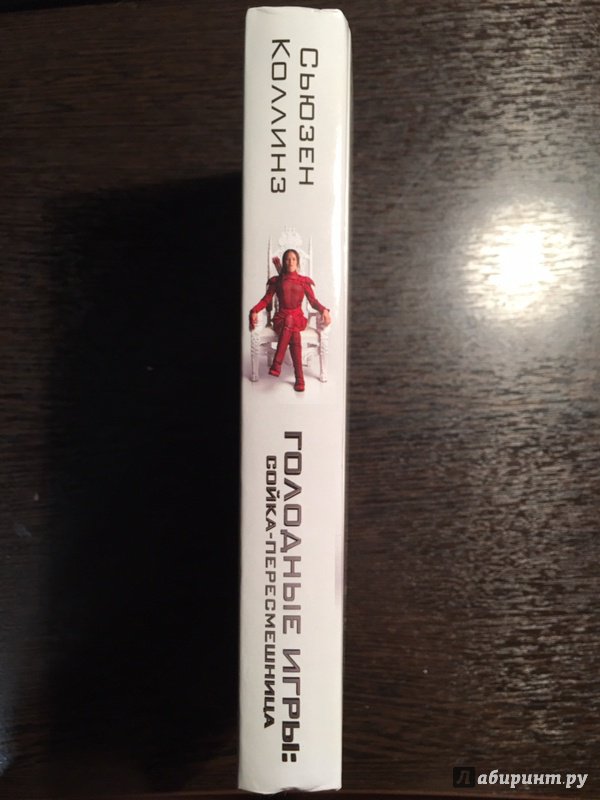 Сьюзен
Коллинз
ГОЛОДНЫЕ ИГРЫ:
СОЙКА-ПЕРЕСМЕШНИЦА
Лабиринт.ру